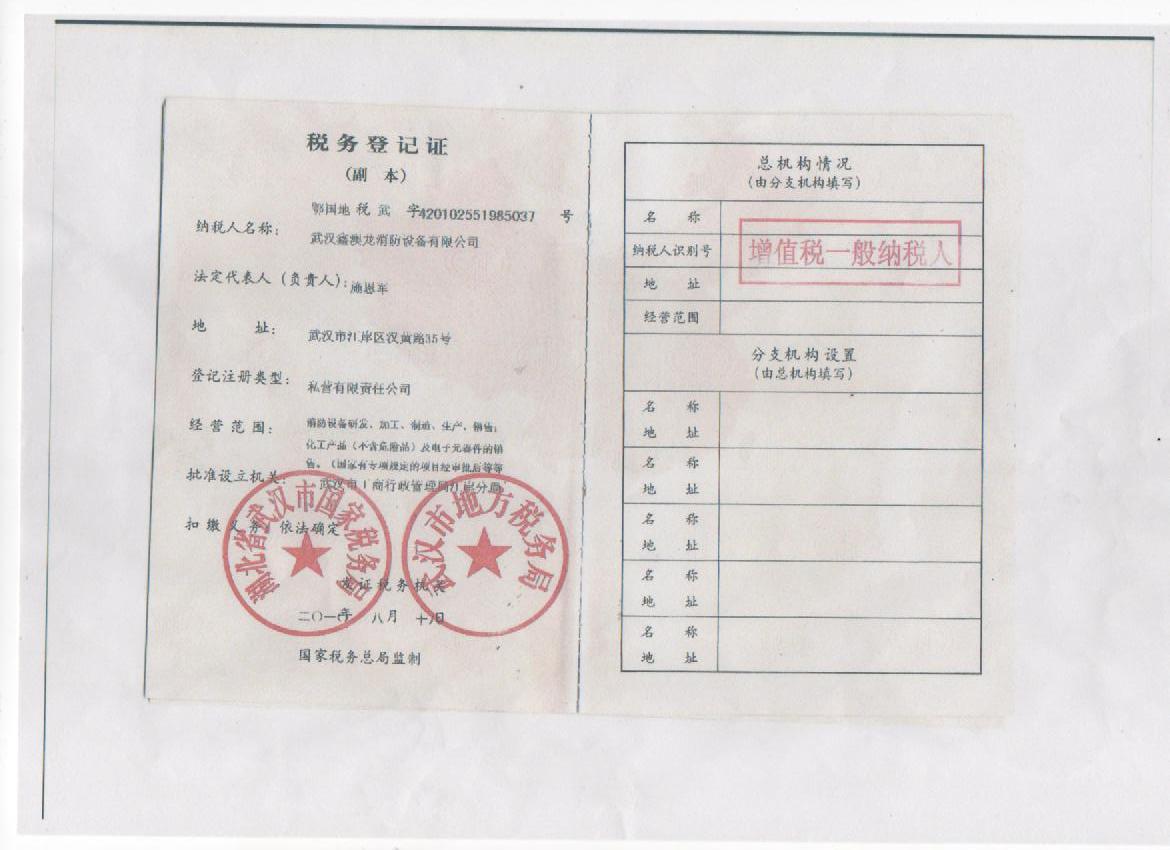 税务登记证
(副 本)
鄂国地 税 武 字420102551985037 号
纳税人名称:
武汉鑫澳龙消防设备有限公司
法定代表人(负责人):施恩军
地 址:
武汉市江岸区汉黄路35号
登记注册类型:
私营有限责任公司
经营范围:
消防设备研发、加工、制造、生产、销售;
化工产品(不含危险品)及电子元器件的销
售。(国家有专项规定的项目经审批后等等
批准设立机关:
武汉市工商行政管理局江岸分局
扣缴义务:依法确定
湖北省武汉市国家税务局
武汉市地方税务局
发证税务机关
二〇一 年 八月 十 日
国家税务总局监制
总机构情况
(由分支机构填写)
名 称
纳税人识别号
增值税一般纳税人
地 址
经营范围
分支机构设置
(由总机构填写)
名 称
地 址
名 称
地 址
名 称
地 址
名 称
地 址
名 称
地 址